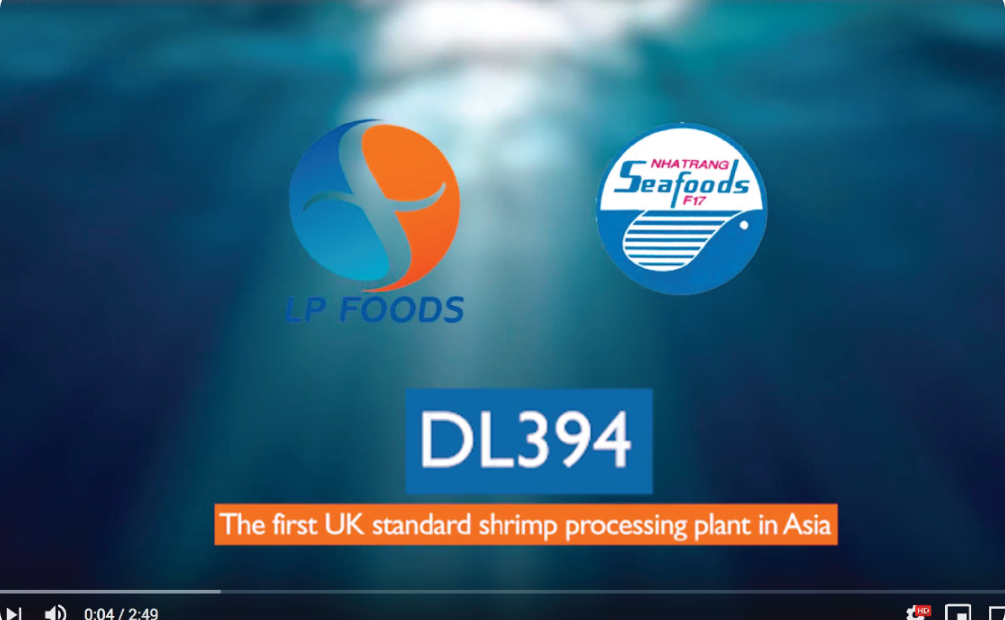 NHATRANG
Seafoods
F17
LP FOODS
DL394
The first UK standard shrimp processing plant in Asia
0:04 / 2:49
HD